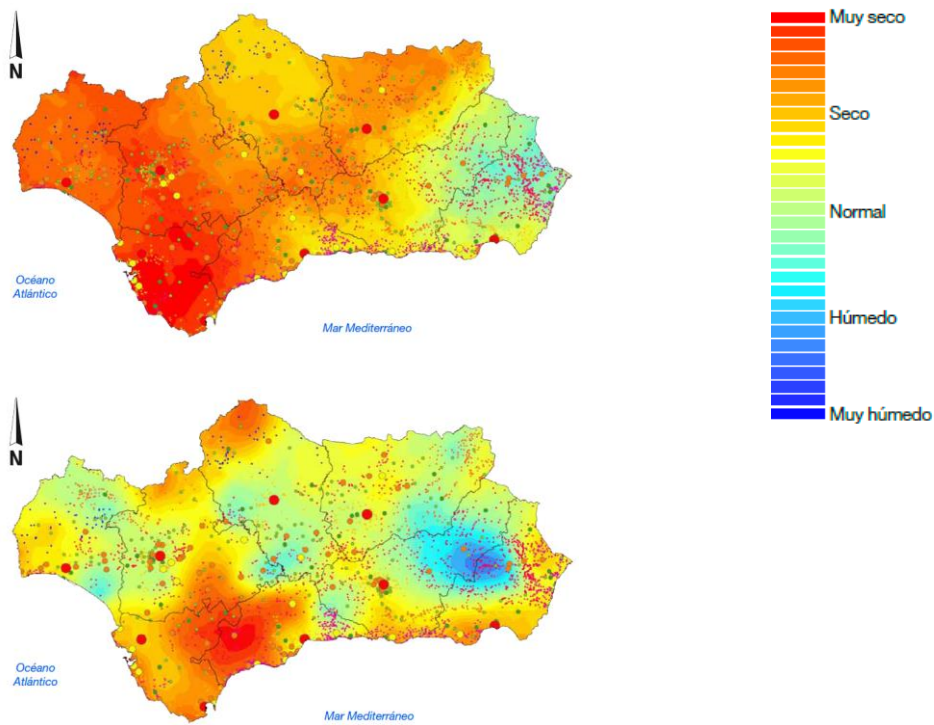 N
Océano
Atlántico
Mar Mediterráneo
Muy seco
Seco
Normal
Húmedo
Muy húmedo
N
Océano
Atlántico
Mar Mediterráneo